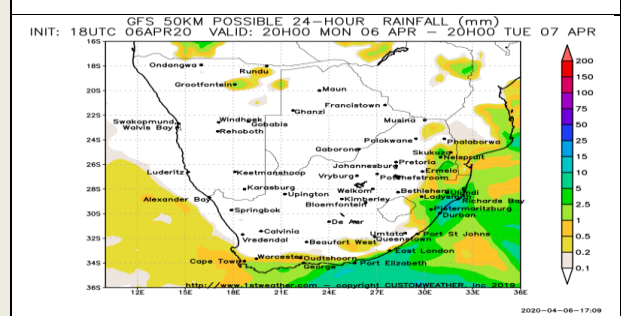 GFS 50KM POSSIBLE 24-HOUR RAINFALL (mm)
INIT: 18UTC 06APR20 VALID: 20H00 MON 06 APR - 20H00 TUE 07 APR
16S
18S
20S
22S
24S
26S
28S
30S
32S
34S
36S
Ondangwa
Rundu
Grootfontein
Maun
Francistown
Ghanzi
Swakopmund
Walvis Bay
Windhoek
Gobabis
Rehoboth
Musina
Polokwane
Phalaborwa
Gaborone
Skukuza
Nelspruit
Johannesburg
Pretoria
Ermelo
Luderitz
Keetmanshoop
Vryburg
Potchefstroom
Karasburg
Upington
Welkom
Bethlehem
Ulundi
Alexander Bay
Kimberley
Ladysmith
Richards Bay
Springbok
Bloemfontein
Pietermaritzburg
Durban
De Aar
Calvinia
Vredendal
Beaufort West
Umtata
Queenstown
Port St Johns
East London
Cape Town
Worcester
Oudtshoorn
George
Port Elizabeth
http://www.1stweather.com - copyright CUSTOMWEATHER, Inc 2019
12E 15E 18E 21E 24E 27E 30E 33E 36E
200
150
100
75
50
25
15
10
5
2.5
1
0.5
0.2
0.1
2020-04-06-17:09